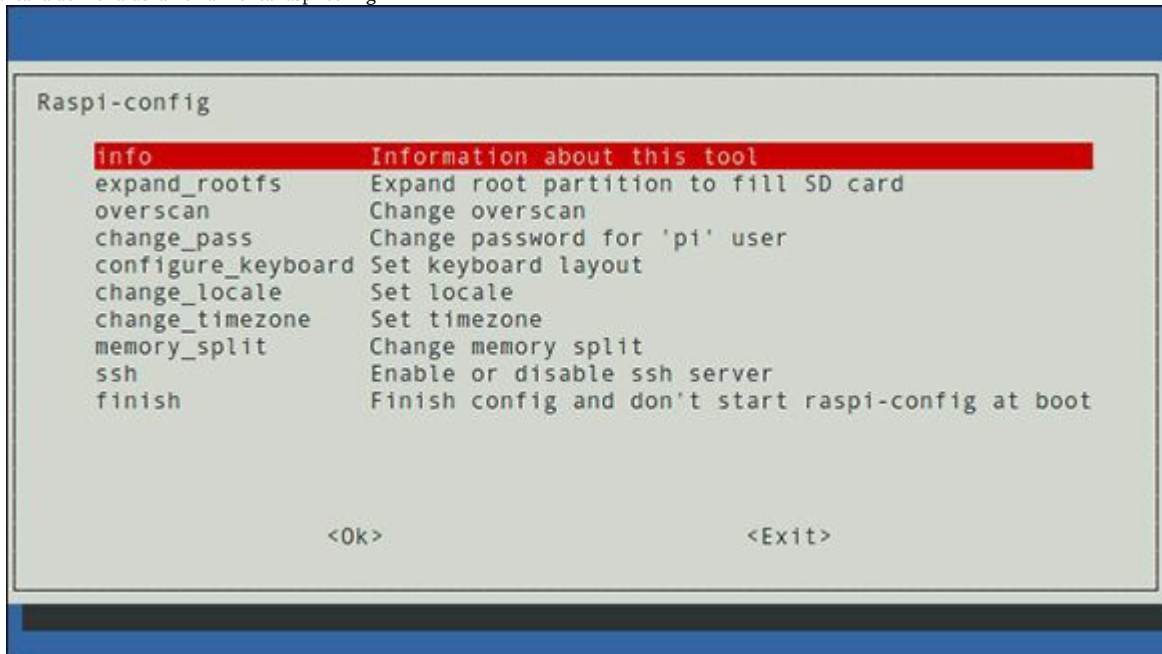 Raspi-config
info Information about this tool
expand_rootfs Expand root partition to fill SD card
overscan Change overscan
change_pass Change password for 'pi' user
configure_keyboard Set keyboard layout
change_locale Set locale
change_timezone Set timezone
memory_split Change memory split
ssh Enable or disable ssh server
finish Finish config and don't start raspi-config at boot
<Ok> <Exit>